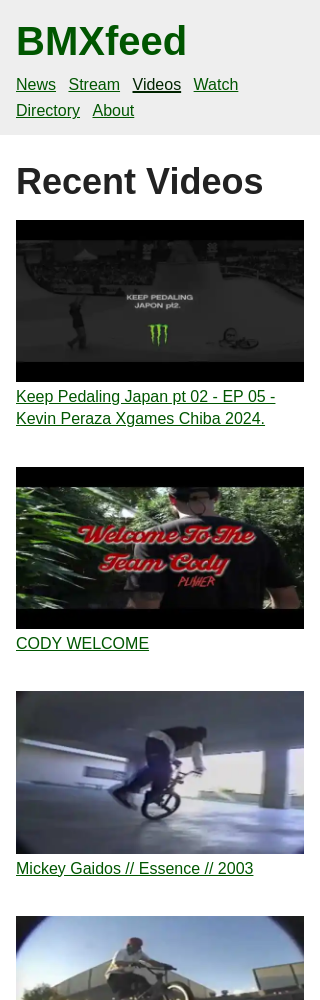 BMXfeed
News Stream Videos Watch
Directory About
Recent Videos
KEEP PEDALING
JAPON pt2.
Keep Pedaling Japan pt 02 - EP 05 -
Kevin Peraza Xgames Chiba 2024.
Welcome To The
Team Cody
PUSHER
CODY WELCOME
Mickey Gaidos // Essence // 2003